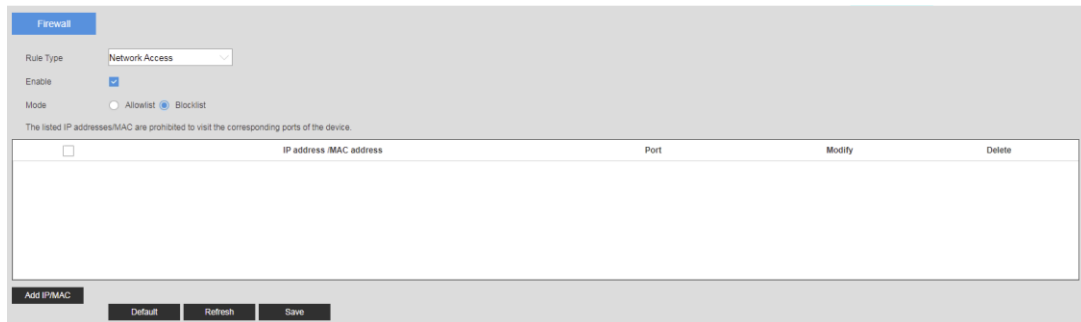 Firewall
Rule Type Network Access
Enable
Mode Allowlist Blocklist
The listed IP addresses/MAC are prohibited to visit the corresponding ports of the device.
IP address /MAC address Port Modify Delete
Add IP/MAC
Default Refresh Save